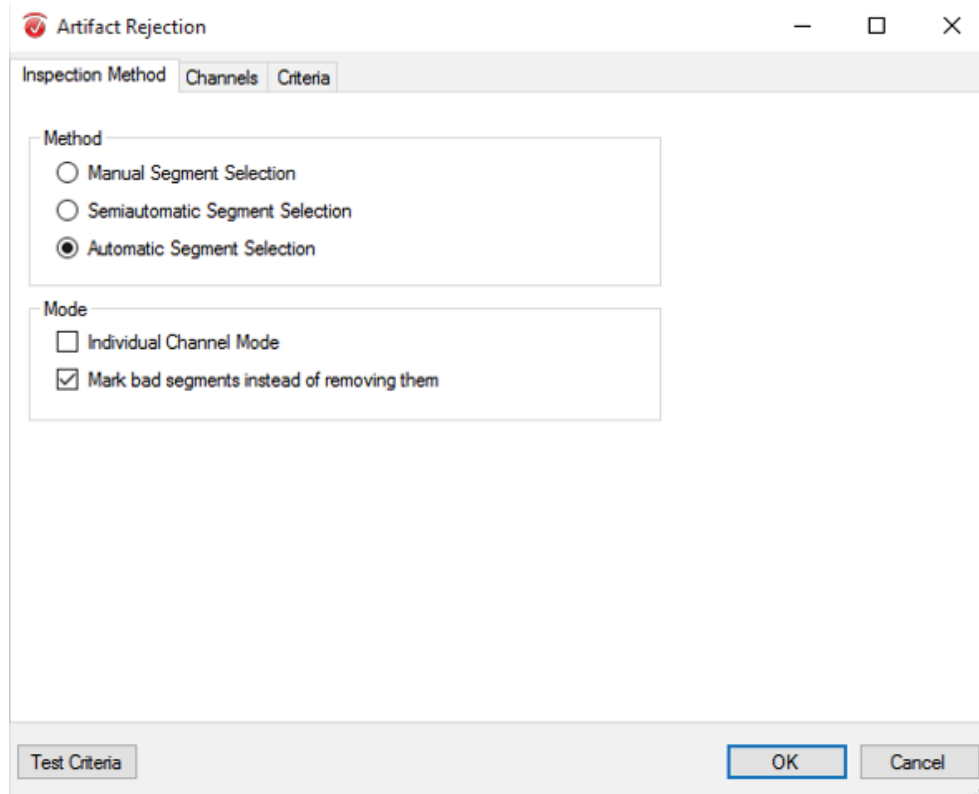 Artifact Rejection
Inspection Method Channels Criteria
Method
Manual Segment Selection
Semiautomatic Segment Selection
Automatic Segment Selection
Mode
Individual Channel Mode
Mark bad segments instead of removing them
Test Criteria OK Cancel